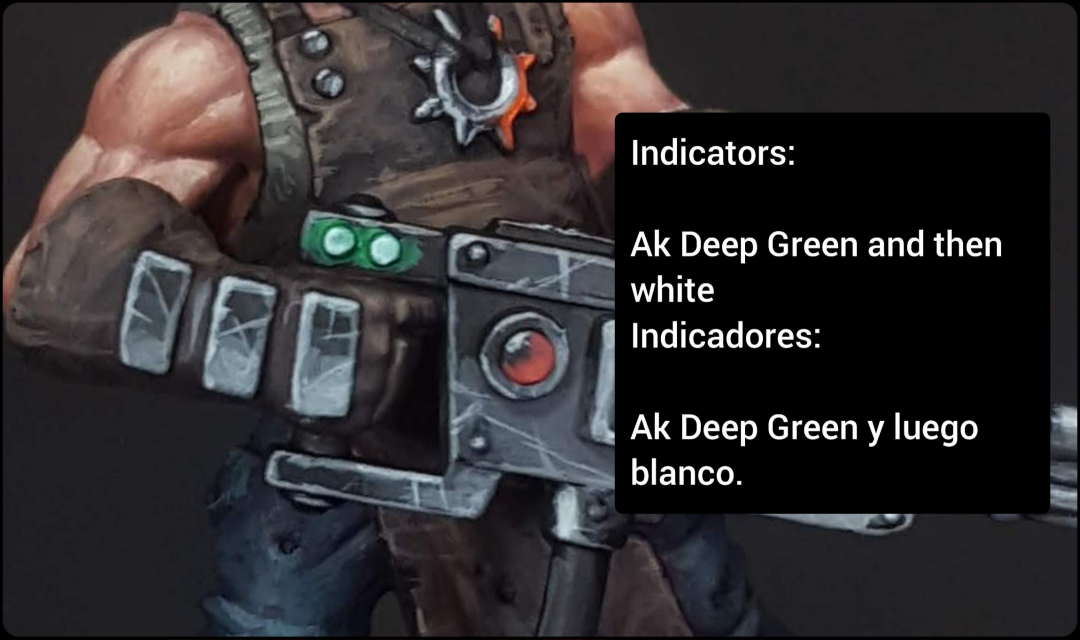 Indicators:
Ak Deep Green and then
white
Indicadores:
Ak Deep Green y luego
blanco.